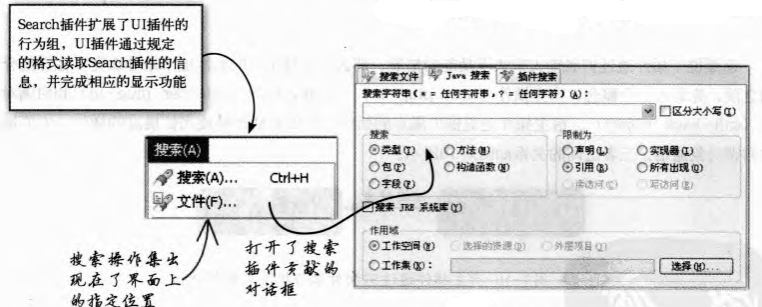 Search插件扩展了UI插件的
行为组，UI插件通过规定
的格式读取Search插件的信
息，并完成相应的显示功能
搜索(A)
搜索(A)... Ctrl+H
文件(F)...
搜索操作集出
现在了界面上
的指定位置
打开了搜索
插件贡献的
对话框
搜索文件 Java 搜索 插件搜索
搜索字符串(* = 任何字符串，? = 任何字符)(A)：
区分大小写(I)
搜索
类型(T) 方法(M)
包(P) 构造函数(R)
字段(F)
限制为
声明(L) 实现器(I)
引用(R) 所有出现(O)
读访问(C) 写访问(E)
搜索 JRE 系统库(Y)
作用域
工作空间(W) 选择的资源(D) 外层项目(J)
工作集(K)： 选择(H)...